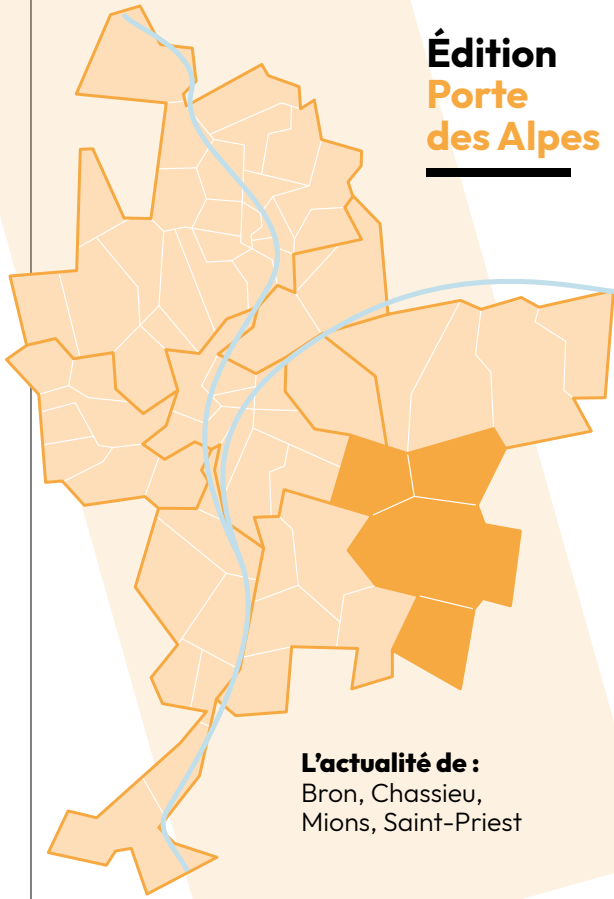 Édition
Porte
des Alpes
L'actualité de :
Bron, Chassieu,
Mions, Saint-Priest